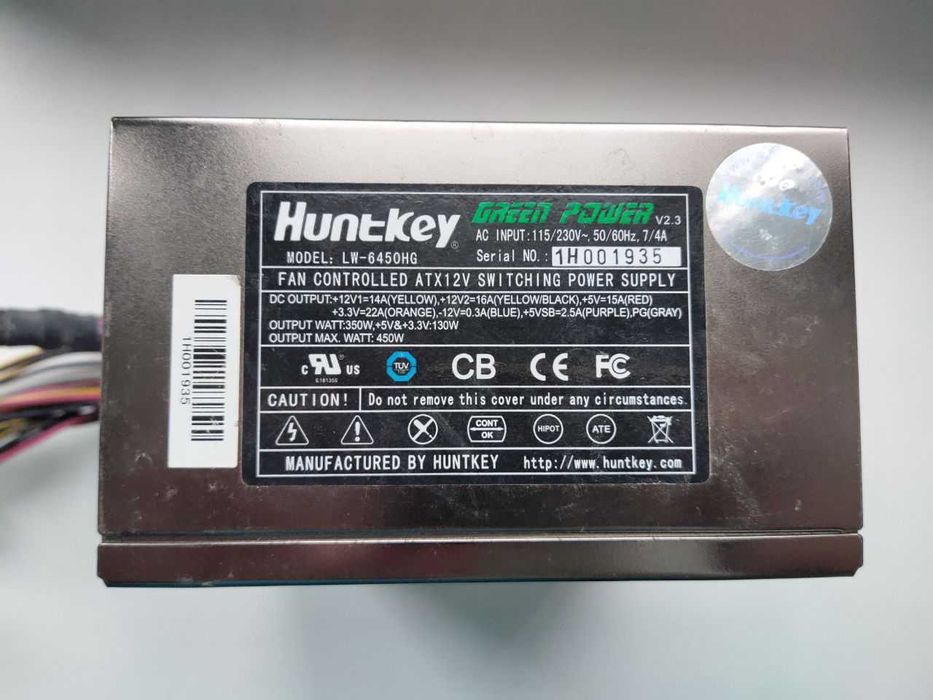 Huntkey® GREEN POWER V2.3
AC INPUT:115/230V~, 50/60Hz, 7/4A
MODEL: LW-6450HG Serial NO.: 1H001935
FAN CONTROLLED ATX12V SWITCHING POWER SUPPLY
DC OUTPUT:+12V1=14A(YELLOW),+12V2=16A(YELLOW/BLACK),+5V=15A(RED)
+3.3V=22A(ORANGE),-12V=0.3A(BLUE),+5VSB=2.5A(PURPLE),PG(GRAY)
OUTPUT WATT:350W,+5V&+3.3V:130W
OUTPUT MAX. WATT: 450W
c RU® US TUV CB CE FC
CAUTION! Do not remove this cover under any circumstances.
CONT OK HIPOT ATE
MANUFACTURED BY HUNTKEY http://www.huntkey.com
1H001935
Huntkey